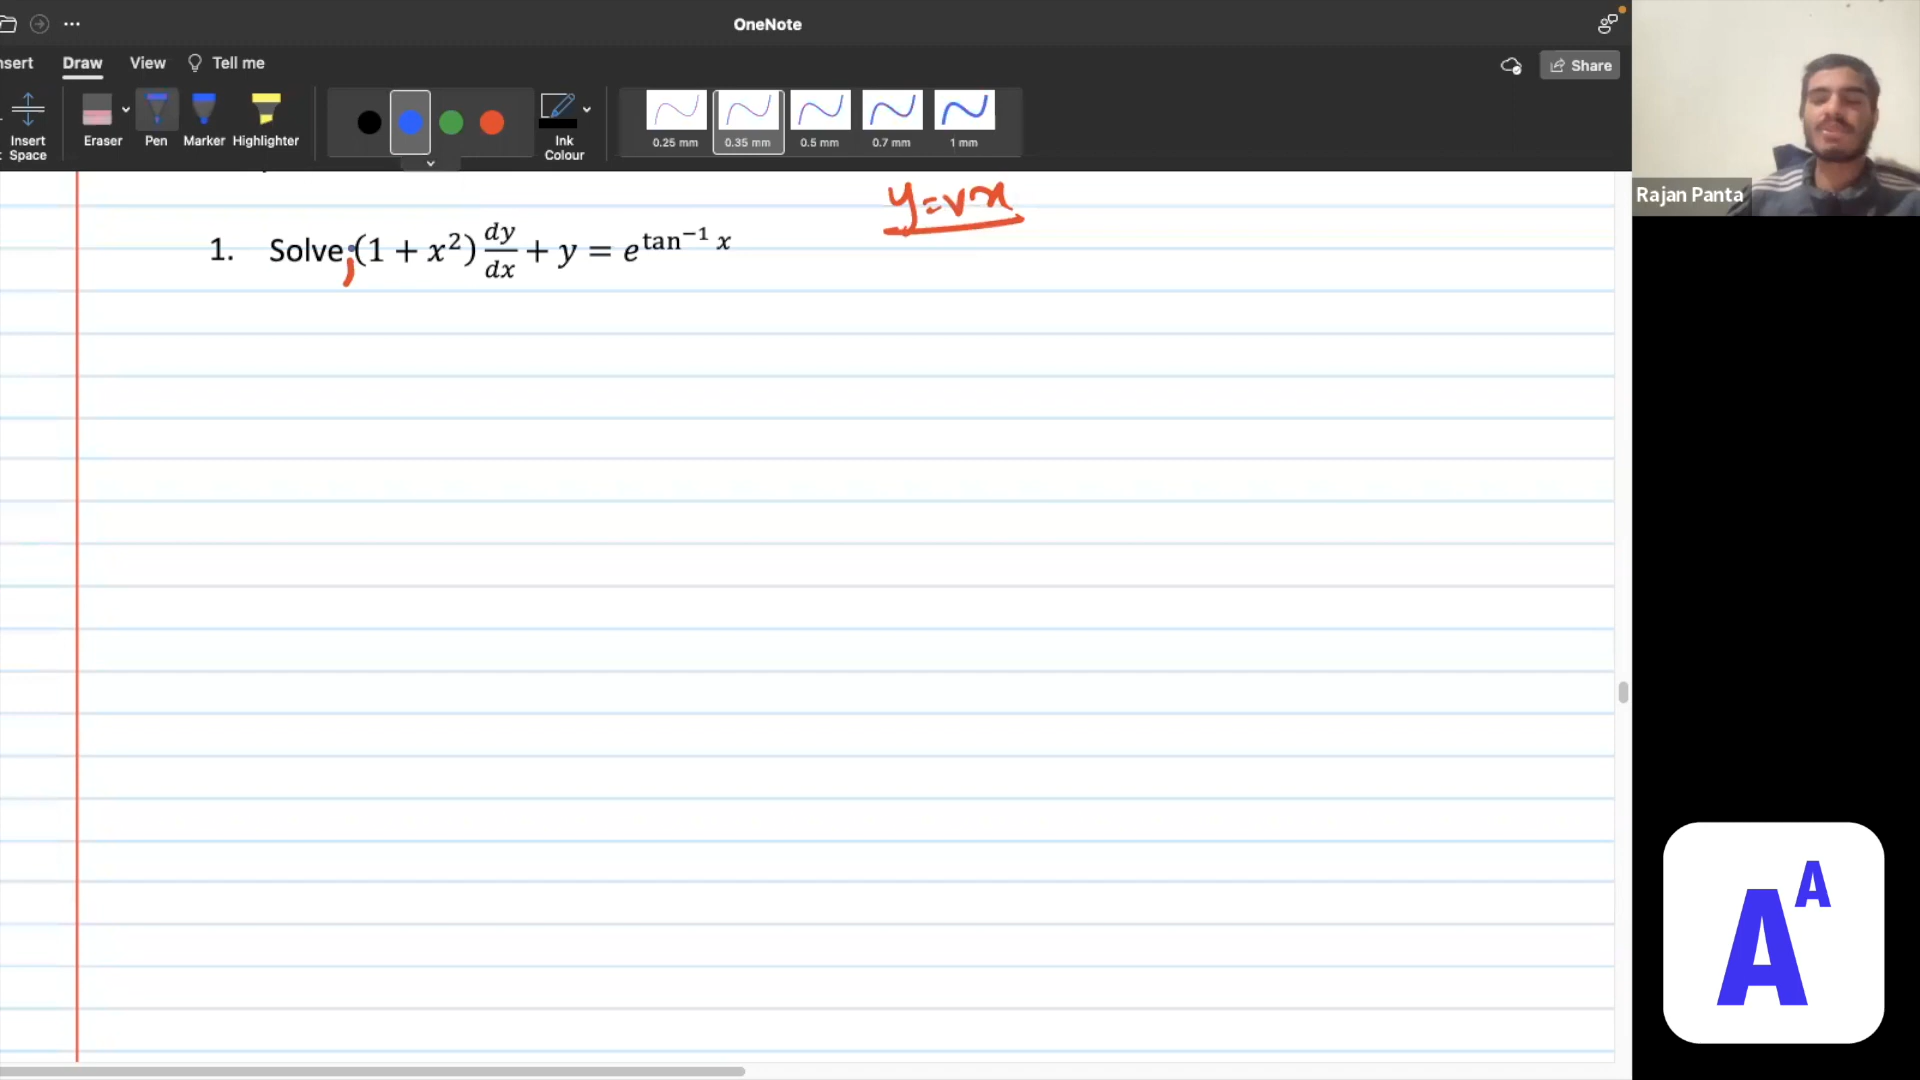 OneNote
nsert Draw View Tell me
Share
Insert Space
Eraser
Pen
Marker
Highlighter
Ink Colour
0.25 mm
0.35 mm
0.5 mm
0.7 mm
1 mm
Rajan Panta
y=vx
1. Solve;(1 + x²) dy/dx + y = e^(tan⁻¹ x)
A A